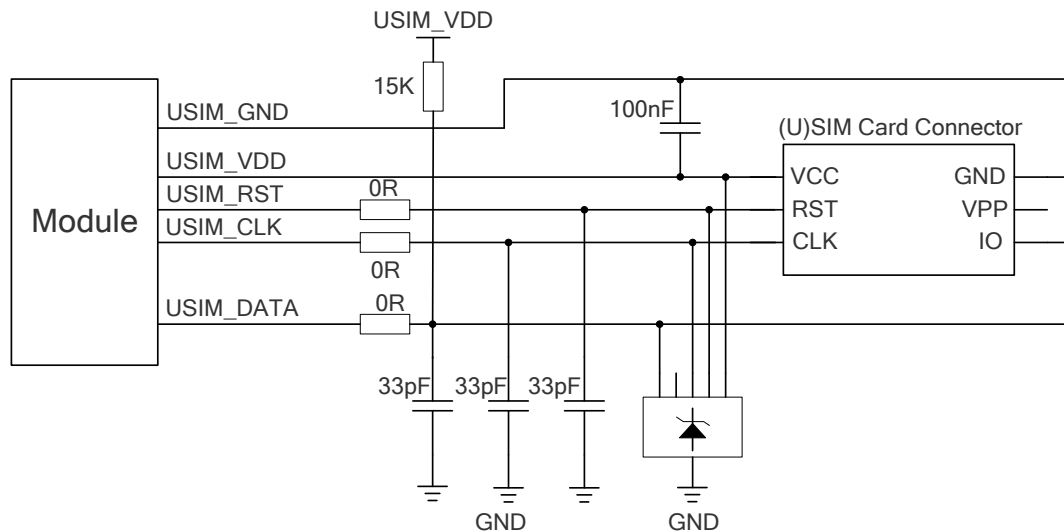 USIM_VDD
15K
100nF
USIM_GND
(U)SIM Card Connector
USIM_VDD
VCC
GND
USIM_RST
0R
RST
VPP
Module
USIM_CLK
CLK
IO
0R
USIM_DATA
0R
33pF
33pF
33pF
GND
GND